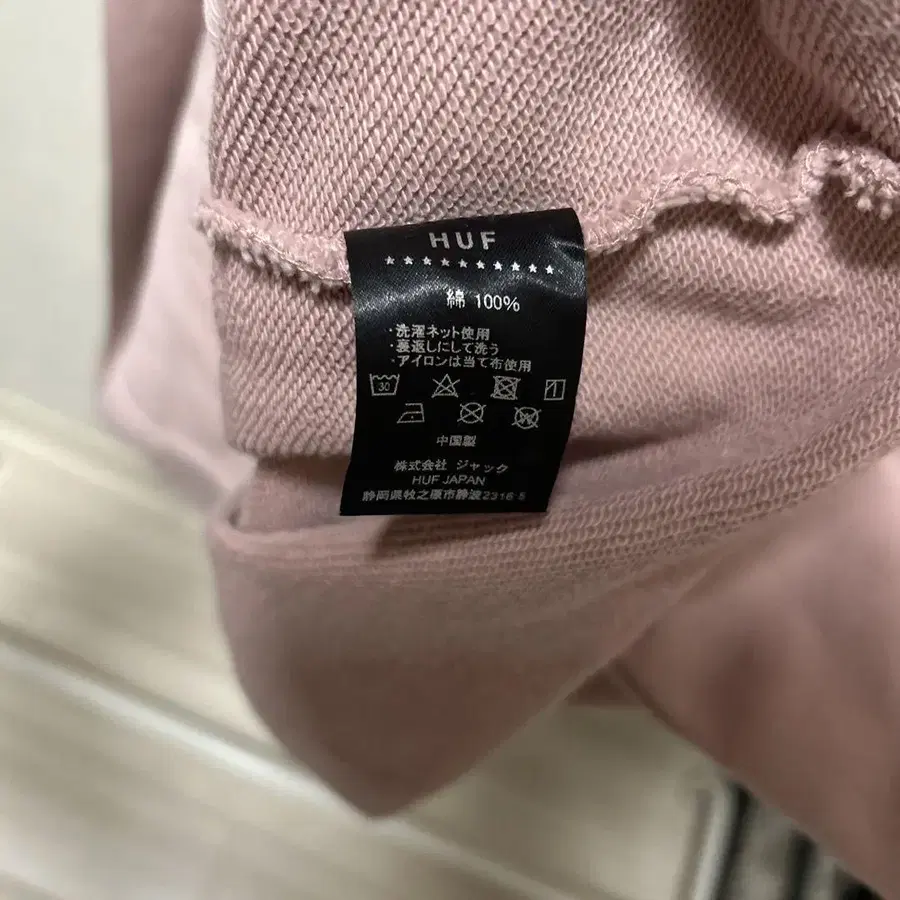 HUF
★★★★★★★★★★
綿 100%
・洗濯ネット使用
・裏返しにして洗う
・アイロンは当て布使用
30
中国製
株式会社 ジャック
HUF JAPAN
静岡県牧之原市静波2316-5